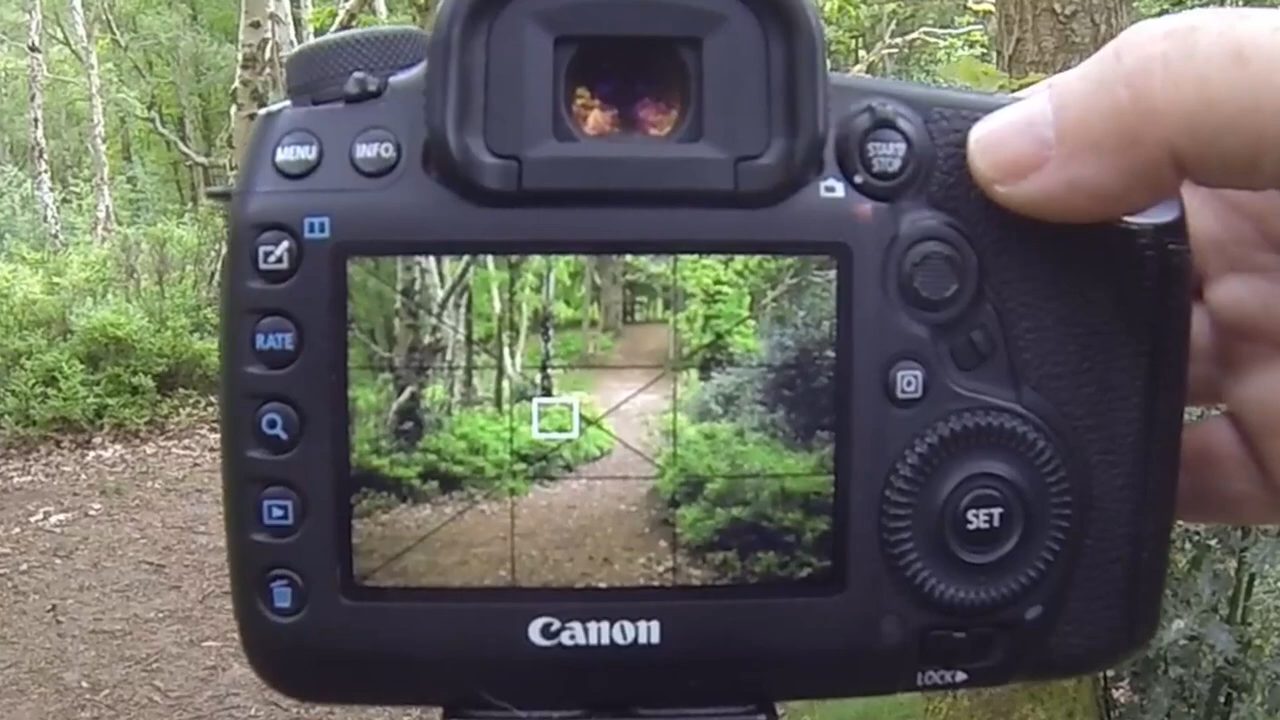 MENU
INFO.
START/
STOP
RATE
Q
SET
Canon
LOCK